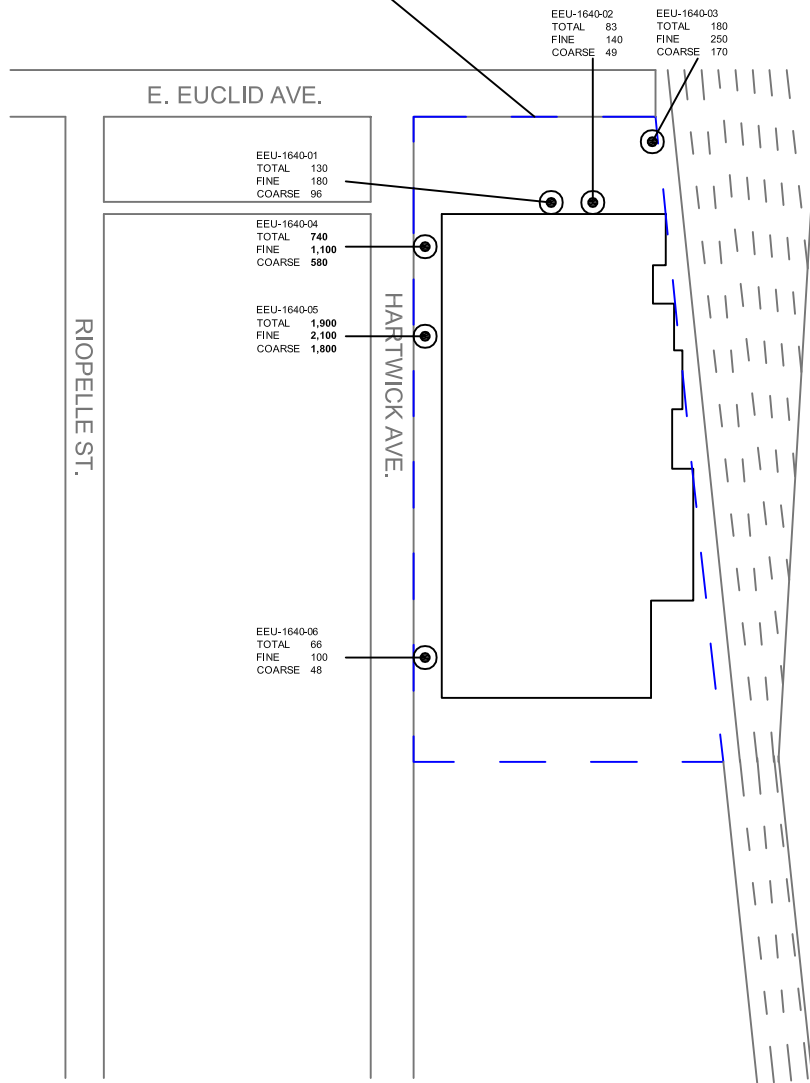 EEU-1640-02
TOTAL 83
FINE 140
COARSE 49
EEU-1640-03
TOTAL 180
FINE 250
COARSE 170
E. EUCLID AVE.
EEU-1640-01
TOTAL 130
FINE 180
COARSE 96
EEU-1640-04
TOTAL 740
FINE 1,100
COARSE 580
EEU-1640-05
TOTAL 1,900
FINE 2,100
COARSE 1,800
RIOPELLE ST.
HARTWICK AVE.
EEU-1640-06
TOTAL 66
FINE 100
COARSE 48